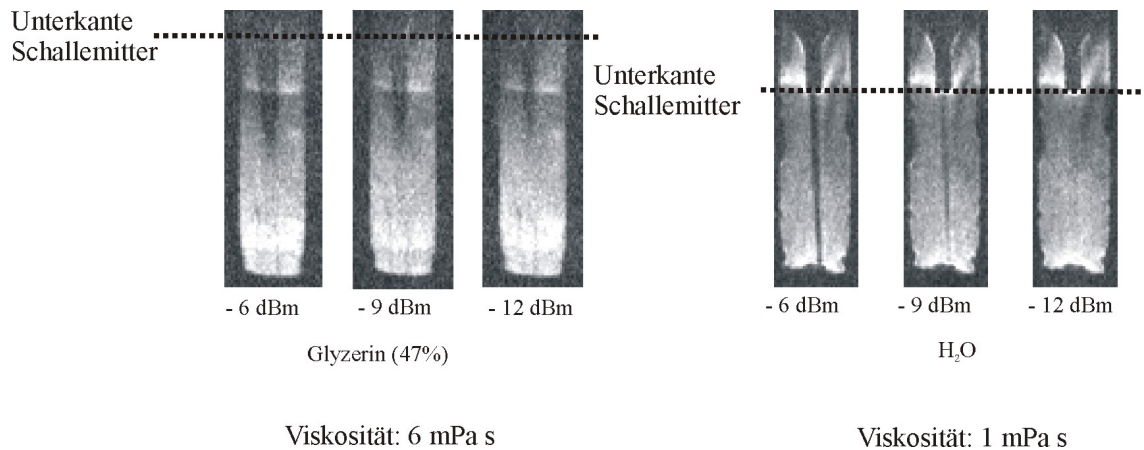 Unterkante
Schallemitter
Unterkante
Schallemitter
- 6 dBm
- 9 dBm
- 12 dBm
- 6 dBm
- 9 dBm
- 12 dBm
Glyzerin (47%)
H₂O
Viskosität: 6 mPa s
Viskosität: 1 mPa s